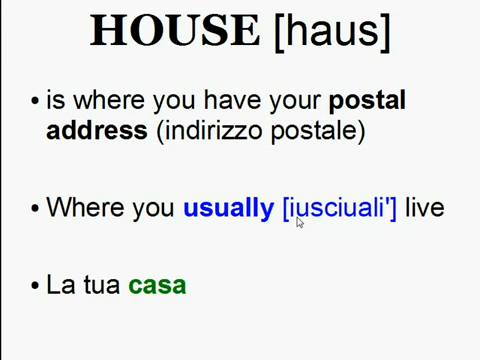 HOUSE [haus]
• is where you have your postal
address (indirizzo postale)
• Where you usually [iusciuali'] live
• La tua casa